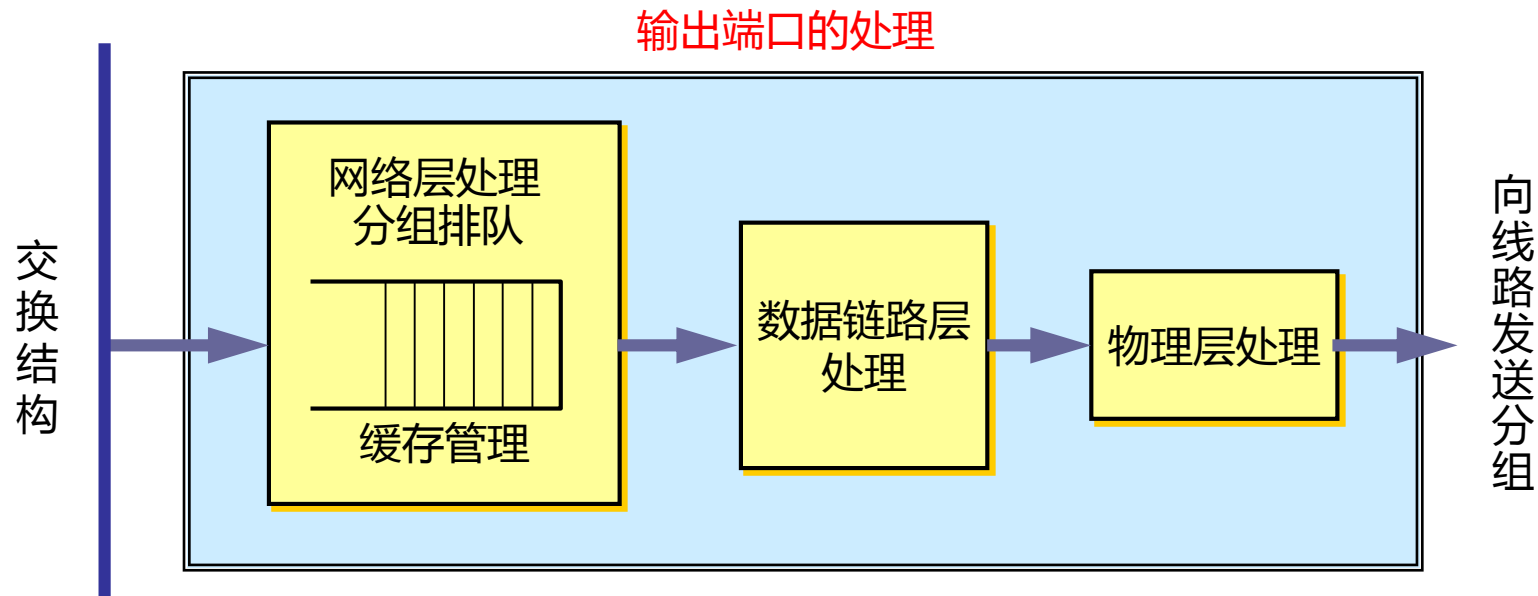 输出端口的处理
交换结构
网络层处理
分组排队
缓存管理
数据链路层
处理
物理层处理
向线路发送分组